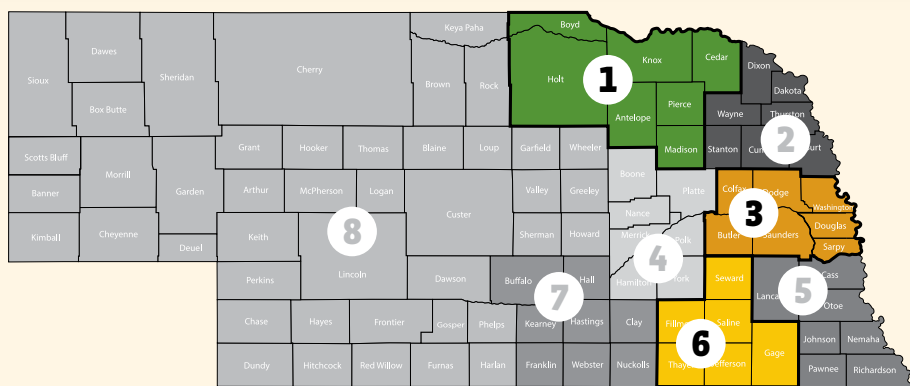 Boyd
Keya Paha
Dawes
Cedar
Knox
Dixon
Sioux
Sheridan
Cherry
Holt
1
Brown
Rock
Dakota
Box Butte
Pierce
Antelope
Wayne
Thurston
2
Madison
Stanton
Grant
Hooker
Thomas
Blaine
Loup
Garfield
Wheeler
Scotts Bluff
Boone
Morrill
Garden
Arthur
McPherson
Logan
Valley
Greeley
Platte
Colfax
Dodge
Banner
Washington
Custer
Nance
3
Kimball
Cheyenne
Keith
8
Sherman
Howard
Merrick
Polk
Butler
Saunders
Douglas
Deuel
Sarpy
4
Perkins
Lincoln
Dawson
Buffalo
Hall
Hamilton
York
Seward
Cass
7
5
Otoe
Chase
Hayes
Frontier
Gosper
Phelps
Kearney
Hastings
Clay
Saline
6
Johnson
Nemaha
Gage
Dundy
Hitchcock
Red Willow
Furnas
Harlan
Franklin
Webster
Nuckolls
Jefferson
Pawnee
Richardson